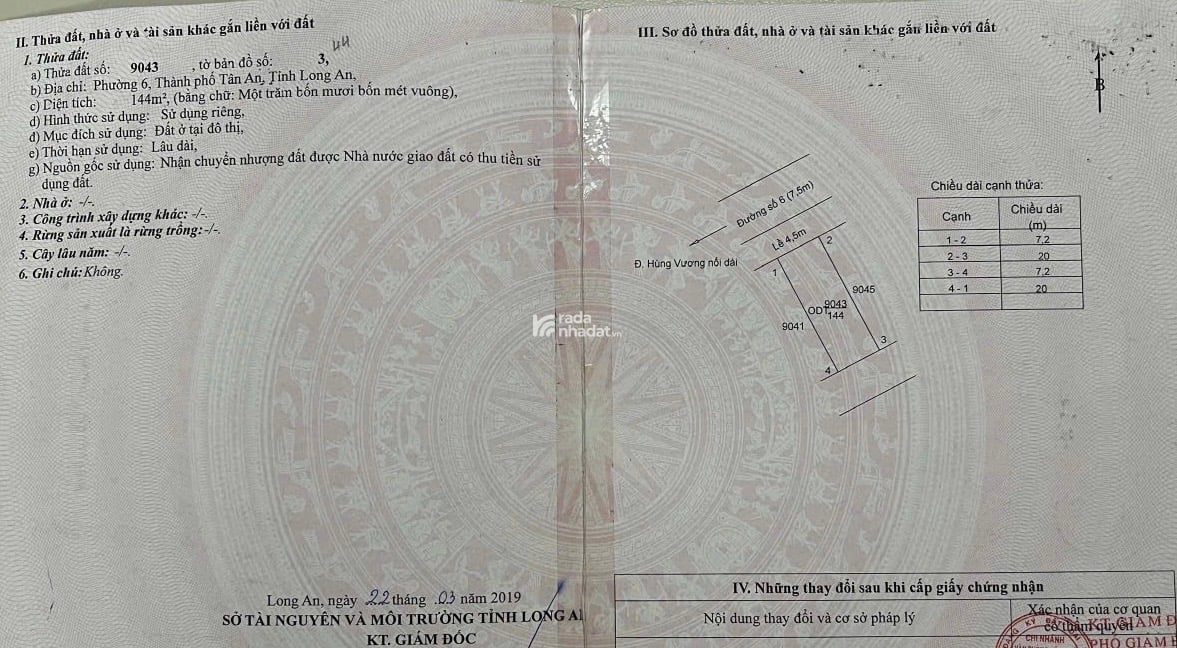 II. Thửa đất, nhà ở và tài sản khác gắn liền với đất
1. Thửa đất:
a) Thửa đất số: 9043 , tờ bản đồ số: 3, 44
b) Địa chỉ: Phường 6, Thành phố Tân An, Tỉnh Long An,
c) Diện tích: 144m², (bằng chữ: Một trăm bốn mươi bốn mét vuông),
d) Hình thức sử dụng: Sử dụng riêng,
đ) Mục đích sử dụng: Đất ở tại đô thị,
e) Thời hạn sử dụng: Lâu dài,
g) Nguồn gốc sử dụng: Nhận chuyển nhượng đất được Nhà nước giao đất có thu tiền sử
dụng đất.
2. Nhà ở: -/-.
3. Công trình xây dựng khác: -/-.
4. Rừng sản xuất là rừng trồng: -/-.
5. Cây lâu năm: -/-.
6. Ghi chú: Không.
Long An, ngày 22 tháng .03 năm 2019
SỞ TÀI NGUYÊN VÀ MÔI TRƯỜNG TỈNH LONG A
KT. GIÁM ĐỐC
rada
nhadat.vn
III. Sơ đồ thửa đất, nhà ở và tài sản khác gắn liền với đất
B
Đường số 6 (7,5m)
Lề 4,5m
Đ. Hùng Vương nối dài
1
2
9045
ODT 9043
144
9041
3
4
Chiều dài cạnh thửa:
Cạnh Chiều dài
(m)
1 - 2 7,2
2 - 3 20
3 - 4 7,2
4 - 1 20
IV. Những thay đổi sau khi cấp giấy chứng nhận
Nội dung thay đổi và cơ sở pháp lý Xác nhận của cơ quan
có thẩm quyền
KT. GIÁM Đ
CHI NHÁNH
PHÓ GIÁM Đ